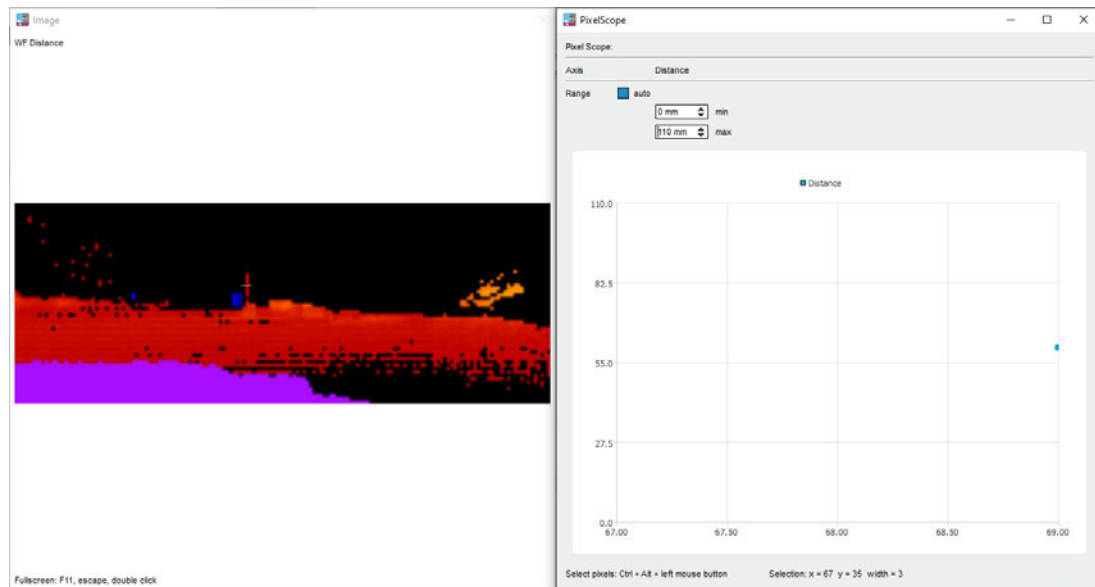 Image
WF Distance
Fullscreen: F11, escape, double click
PixelScope
Pixel Scope:
Axis Distance
Range auto
0 mm min
110 mm max
Distance
110.0
82.5
55.0
27.5
0.0
67.00 67.50 68.00 68.50 69.00
Select pixels: Ctrl + Alt + left mouse button Selection: x = 67 y = 35 width = 3